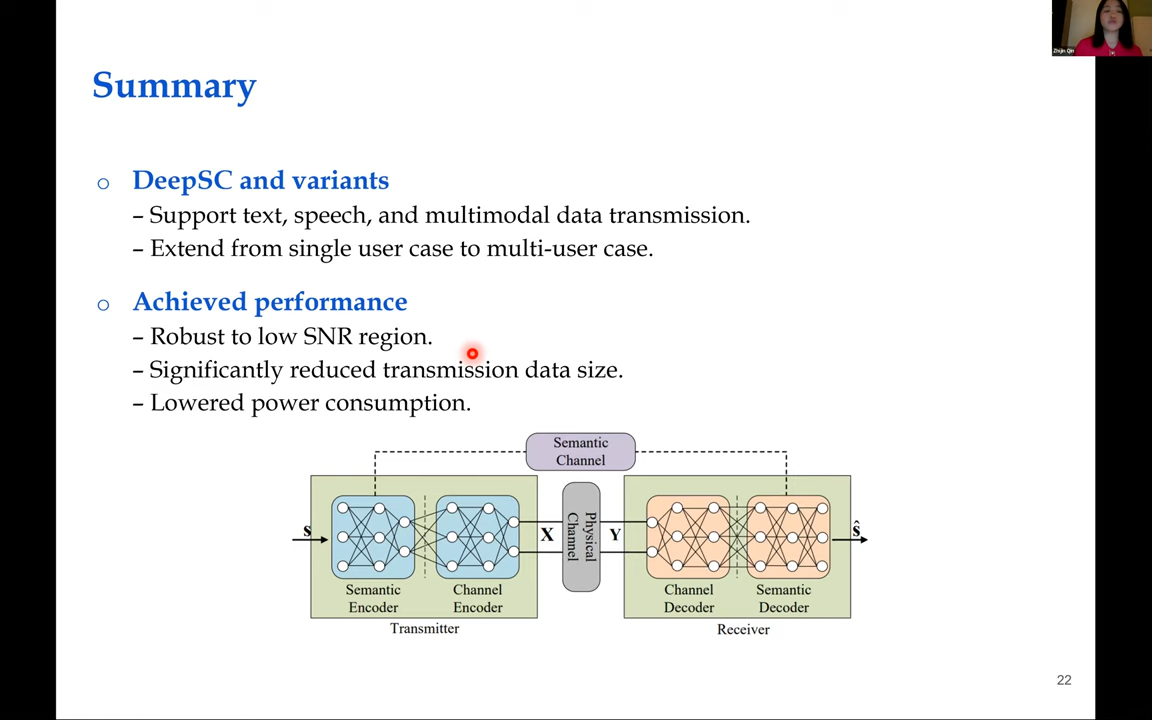 Zhijin Qin
Summary
o DeepSC and variants
– Support text, speech, and multimodal data transmission.
– Extend from single user case to multi-user case.
o Achieved performance
– Robust to low SNR region.
– Significantly reduced transmission data size.
– Lowered power consumption.
Semantic
Channel
s
X
Physical
Channel
Y
ŝ
Semantic
Encoder
Channel
Encoder
Channel
Decoder
Semantic
Decoder
Transmitter
Receiver
22